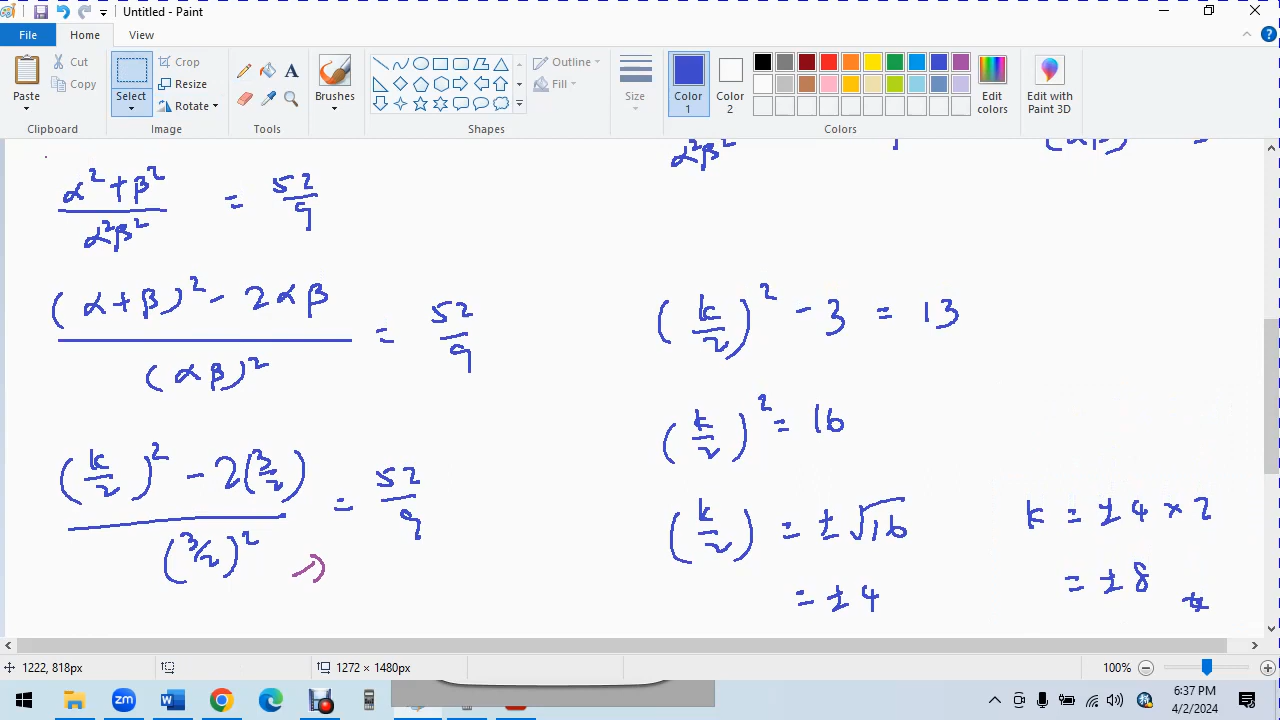 Untitled - Paint
File Home View
Paste
Cut
Copy
Clipboard
Select
Crop
Resize
Rotate
Image
Tools
Brushes
Shapes
Outline
Fill
Size
Color 1
Color 2
Colors
Edit colors
Edit with Paint 3D
α²β²
(αβ)
α² + β² / α²β² = 52/9
(α+β)² - 2αβ / (αβ)² = 52/9
(k/2)² - 2(3/2) / (3/2)² = 52/9
(k/2)² - 3 = 13
(k/2)² = 16
(k/2) = ±√16
= ±4
k = ±4 × 2
= ±8
1222, 818px
1272 × 1480px
100%
6:37 PM
4/2/2024